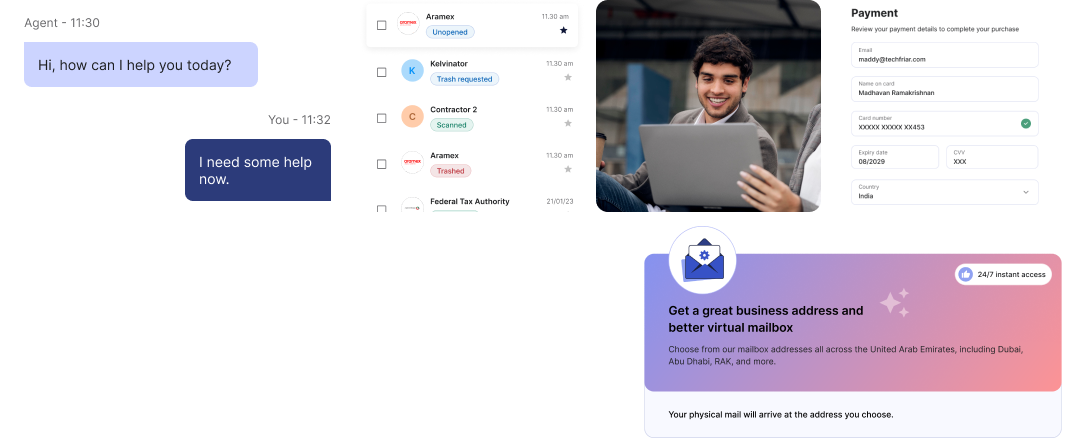 Agent - 11:30
Hi, how can I help you today?
You - 11:32
I need some help
now.
Aramex
11.30 am
aramex
Unopened
Kelvinator
11.30 am
K
Trash requested
Contractor 2
11.30 am
C
Scanned
Aramex
11.30 am
aramex
Trashed
Federal Tax Authority
21/01/23
Payment
Review your payment details to complete your purchase
Email
maddy@techfriar.com
Name on card
Madhavan Ramakrishnan
Card number
XXXXX XXXXX XX453
Expiry date
08/2029
CVV
XXX
Country
India
24/7 instant access
Get a great business address and
better virtual mailbox
Choose from our mailbox addresses all across the United Arab Emirates, including Dubai,
Abu Dhabi, RAK, and more.
Your physical mail will arrive at the address you choose.